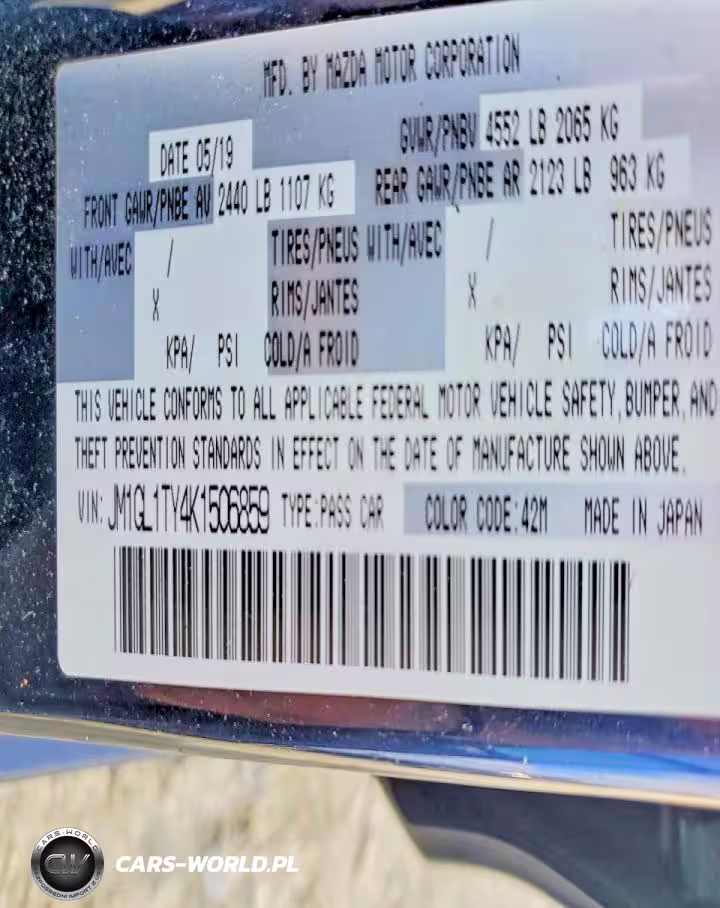 MFD. BY MAZDA MOTOR CORPORATION
DATE 05/19
GVWR/PNBV 4552 LB 2065 KG
FRONT GAWR/PNBE AV 2440 LB 1107 KG
REAR GAWR/PNBE AR 2123 LB 963 KG
WITH/AVEC / TIRES/PNEUS WITH/AVEC / TIRES/PNEUS
X RIMS/JANTES X RIMS/JANTES
KPA/ PSI COLD/A FROID KPA/ PSI COLD/A FROID
THIS VEHICLE CONFORMS TO ALL APPLICABLE FEDERAL MOTOR VEHICLE SAFETY, BUMPER, AND
THEFT PREVENTION STANDARDS IN EFFECT ON THE DATE OF MANUFACTURE SHOWN ABOVE.
VIN: JM1GL1TY4K1506859 TYPE:PASS CAR COLOR CODE:42M MADE IN JAPAN
CARS-WORLD
CW
CARS-WORLD.PL